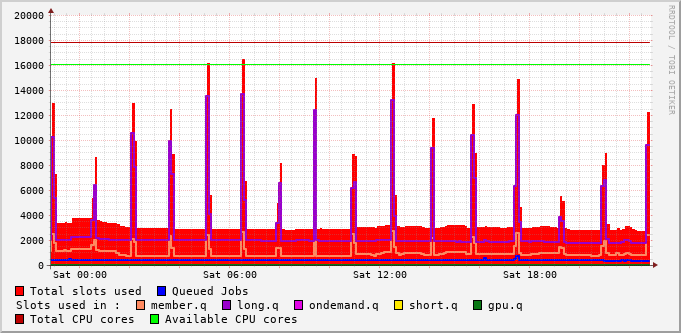 20000
18000
16000
14000
12000
10000
8000
6000
4000
2000
0
Sat 00:00 Sat 06:00 Sat 12:00 Sat 18:00
RRDTOOL / TOBI OETIKER
Total slots used Queued Jobs
Slots used in : member.q long.q ondemand.q short.q gpu.q
Total CPU cores Available CPU cores